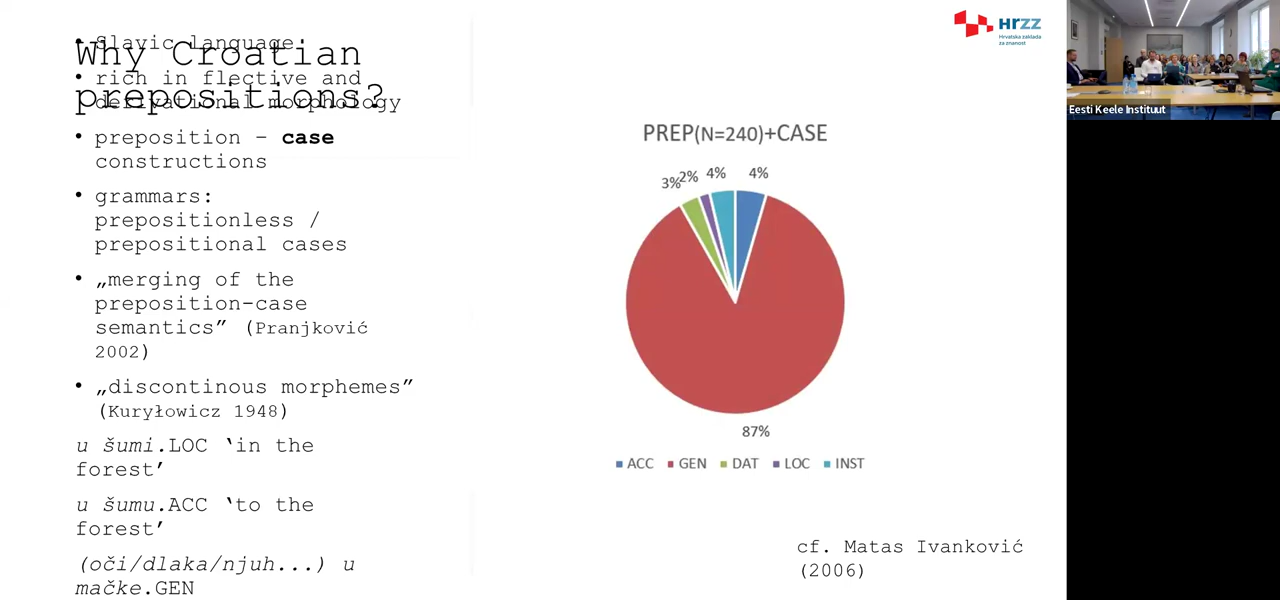 Why Croatian
prepositions?
• Slavic language:
• rich in flective and
derivational morphology
• preposition – case
constructions
• grammars:
prepositionless /
prepositional cases
• „merging of the
preposition-case
semantics” (Pranjković
2002)
• „discontinous morphemes”
(Kuryłowicz 1948)
u šumi.LOC ‘in the
forest’
u šumu.ACC ‘to the
forest’
(oči/dlaka/njuh...) u
mačke.GEN
HRZZ
Hrvatska zaklada
za znanost
PREP(N=240)+CASE
3% 2% 4% 4%
87%
ACC GEN DAT LOC INST
cf. Matas Ivanković
(2006)
Eesti Keele Instituut